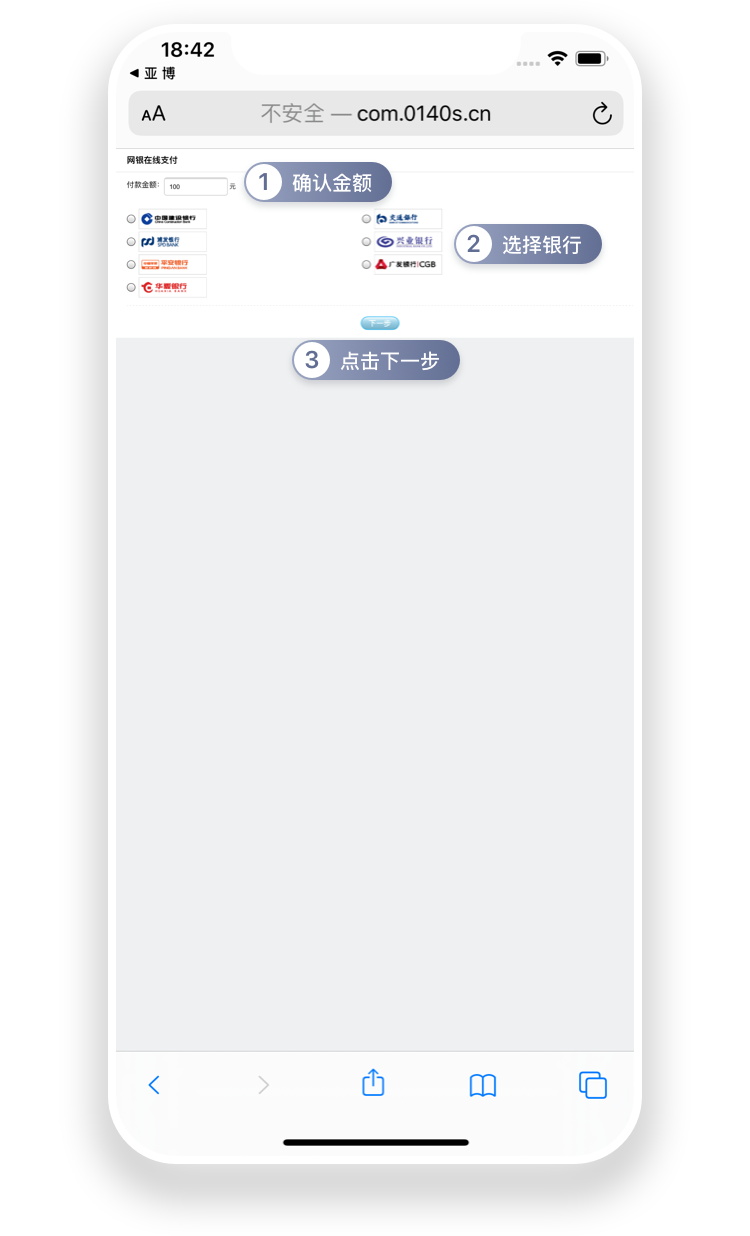 18:42
◀ 亚 博
AA 不安全 — com.0140s.cn
网银在线支付
付款金额: 100 元
1 确认金额
中国建设银行
China Construction Bank
交通银行
浦发银行
SPD BANK
兴业银行
2 选择银行
平安银行
PINGAN BANK
广发银行|CGB
华夏银行
下一步
3 点击下一步